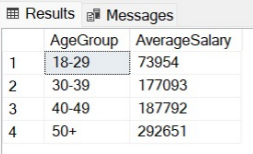 Results Messages
AgeGroup AverageSalary
1 18-29 73954
2 30-39 177093
3 40-49 187792
4 50+ 292651